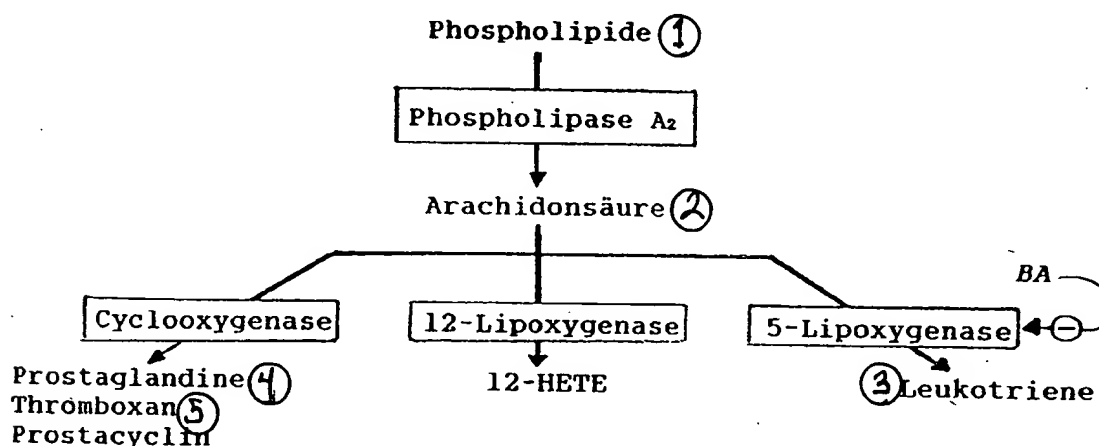 Phospholipide ①
Phospholipase A₂
Arachidonsäure ②
BA
Cyclooxygenase 12-Lipoxygenase 5-Lipoxygenase ⊖
Prostaglandine ④ 12-HETE ③ Leukotriene
Thromboxan ⑤
Prostacyclin